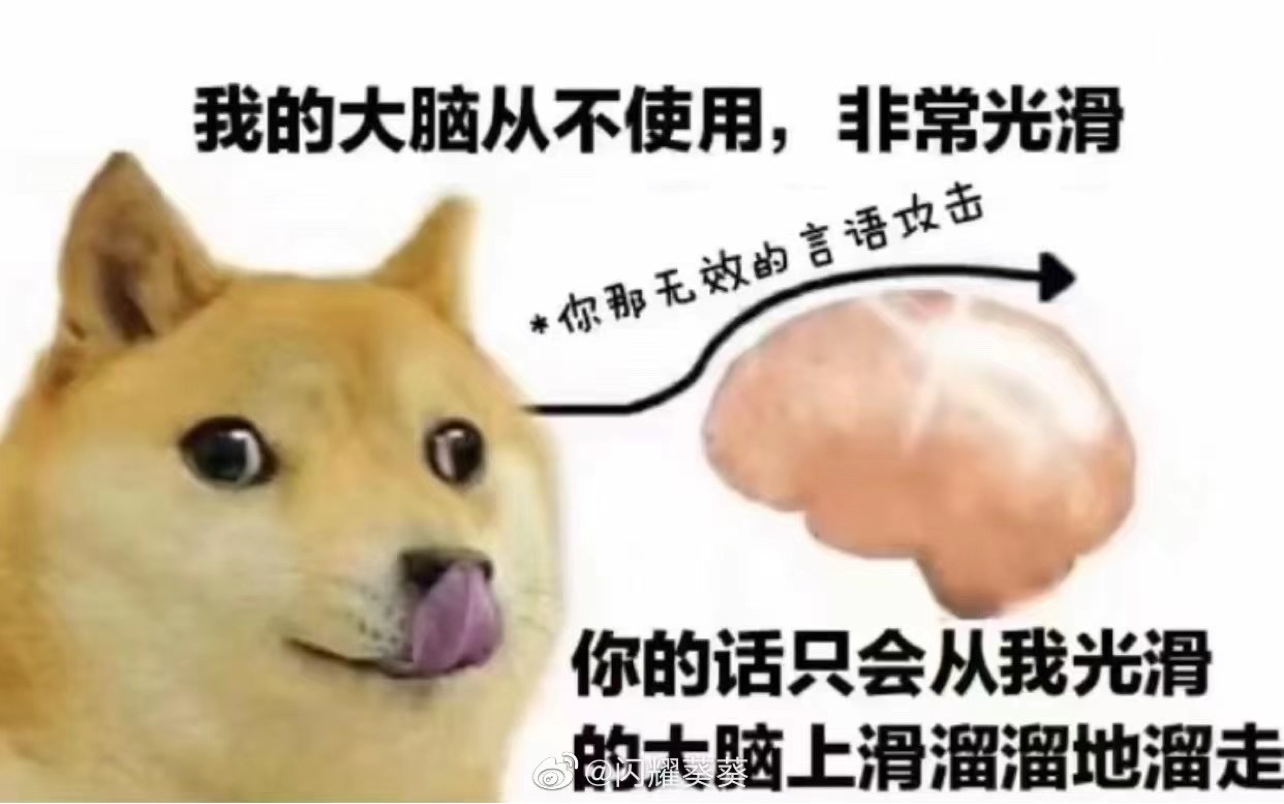 我的大脑从不使用，非常光滑
*你那无效的言语攻击
你的话只会从我光滑
的大脑上滑溜溜地溜走
@闪耀葵葵